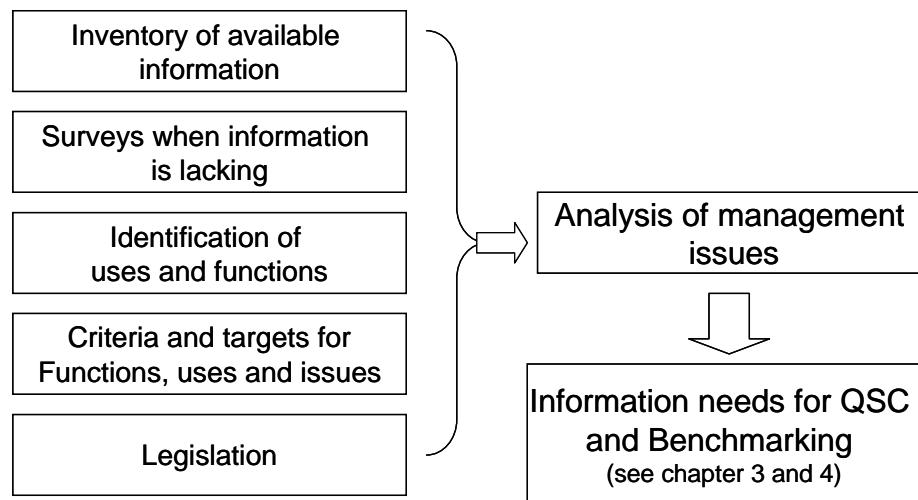 Inventory of available
information
Surveys when information
is lacking
Identification of
uses and functions
Criteria and targets for
Functions, uses and issues
Legislation
Analysis of management
issues
Information needs for QSC
and Benchmarking
(see chapter 3 and 4)